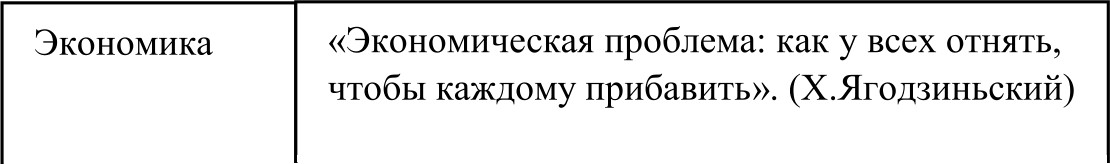 Экономика
«Экономическая проблема: как у всех отнять,
чтобы каждому прибавить». (Х.Ягодзиньский)